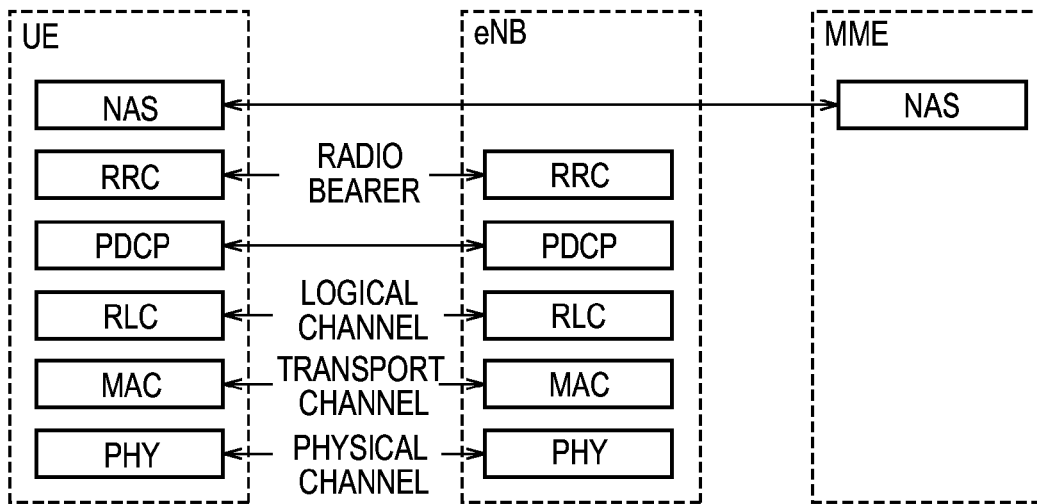 UE
eNB
MME
NAS
NAS
RRC
RADIO
BEARER
RRC
PDCP
PDCP
RLC
LOGICAL
CHANNEL
RLC
MAC
TRANSPORT
CHANNEL
MAC
PHY
PHYSICAL
CHANNEL
PHY